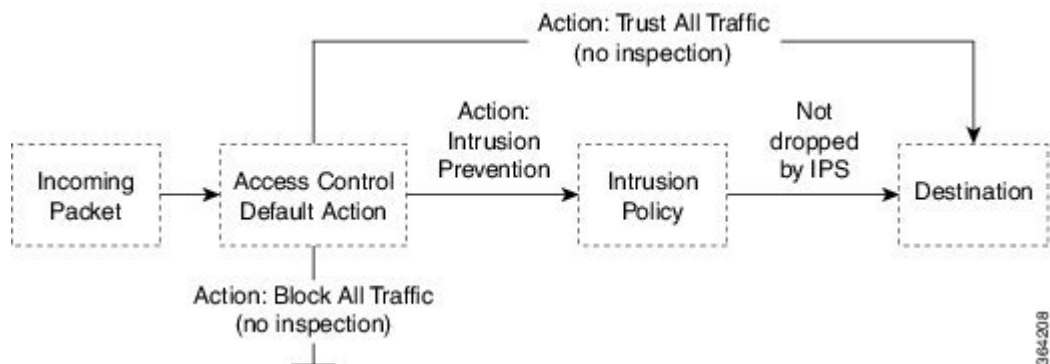 Action: Trust All Traffic
(no inspection)
Action:
Intrusion
Prevention
Not
dropped
by IPS
Incoming
Packet
Access Control
Default Action
Intrusion
Policy
Destination
Action: Block All Traffic
(no inspection)
364208